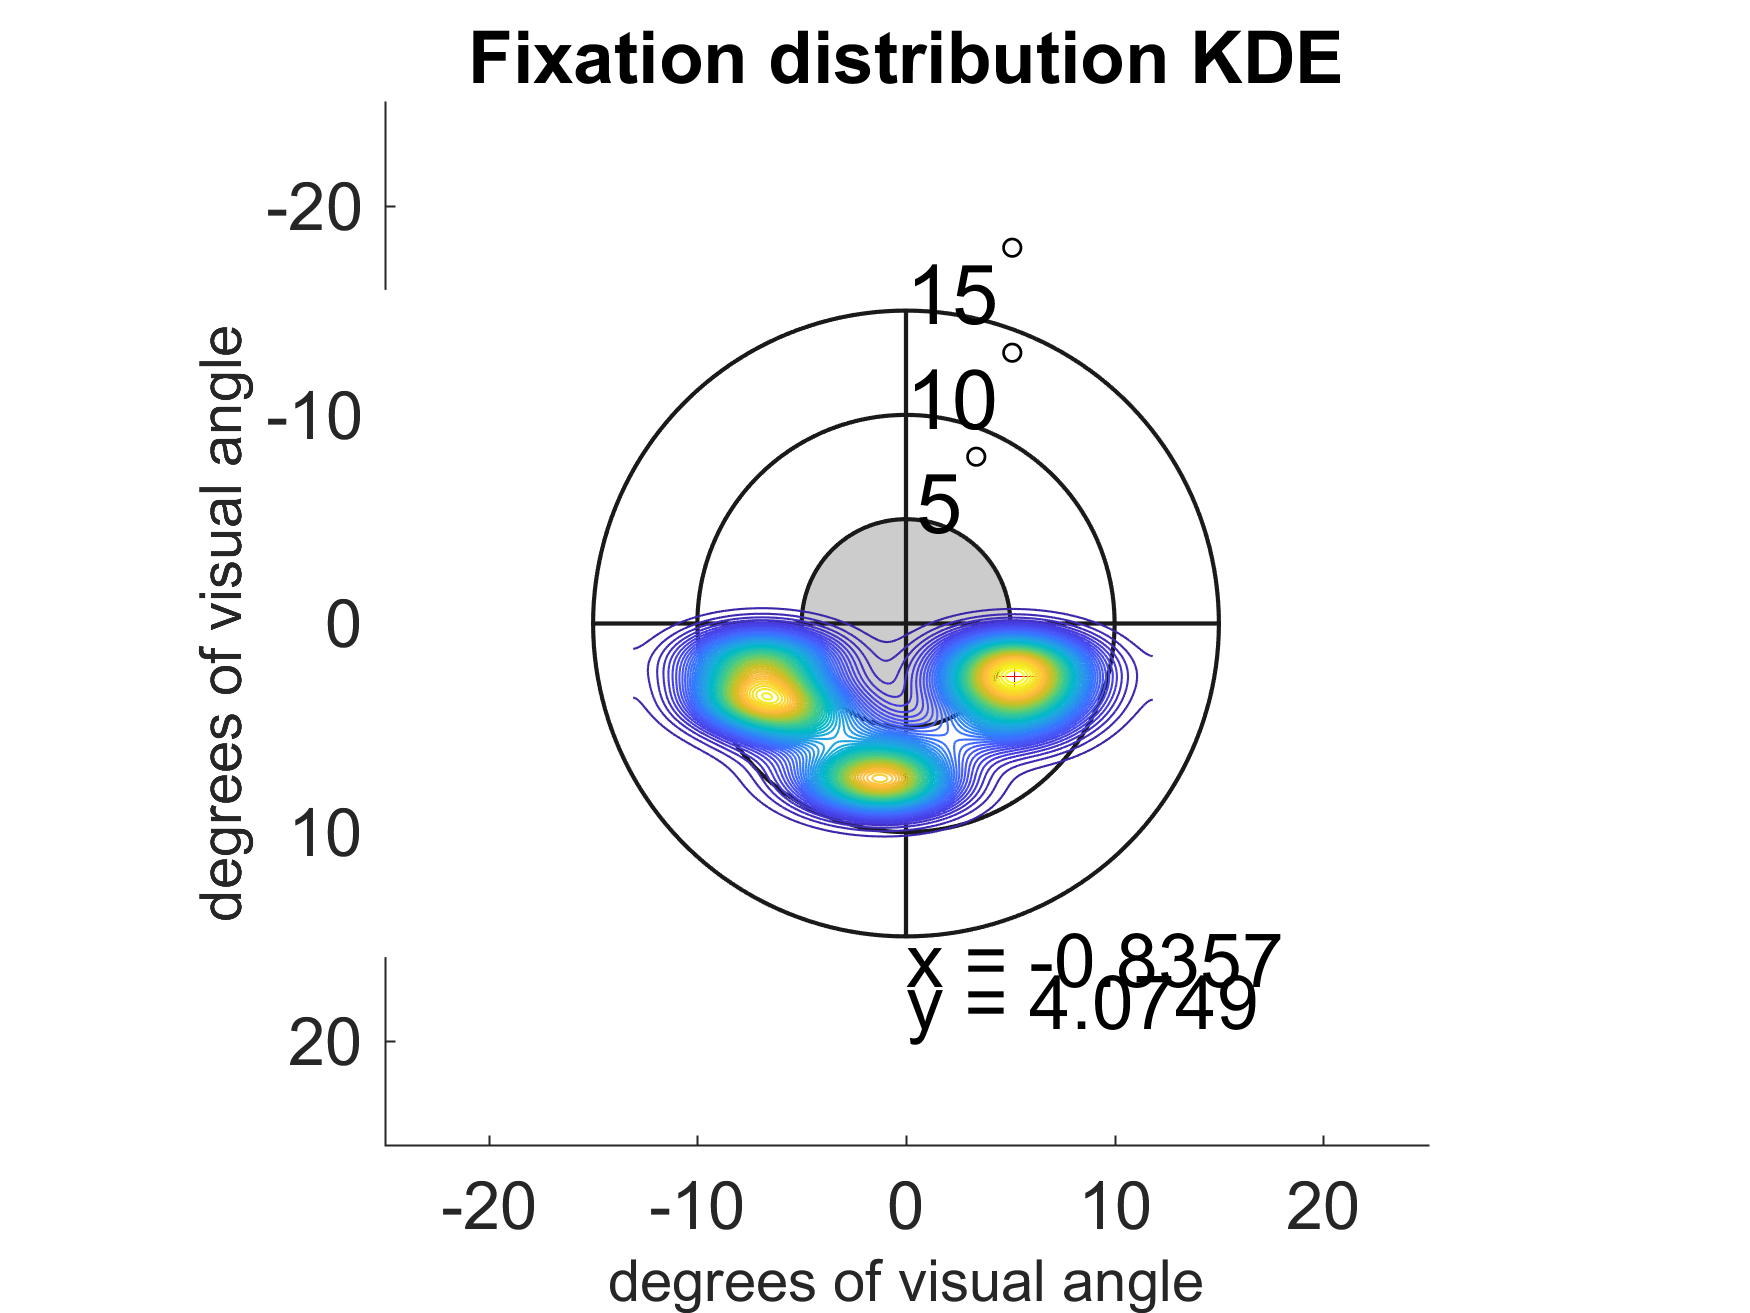 Fixation distribution KDE
-20
-10
0
10
20
degrees of visual angle
15°
10°
5°
x = -0.8357
y = 4.0749
-20 -10 0 10 20
degrees of visual angle